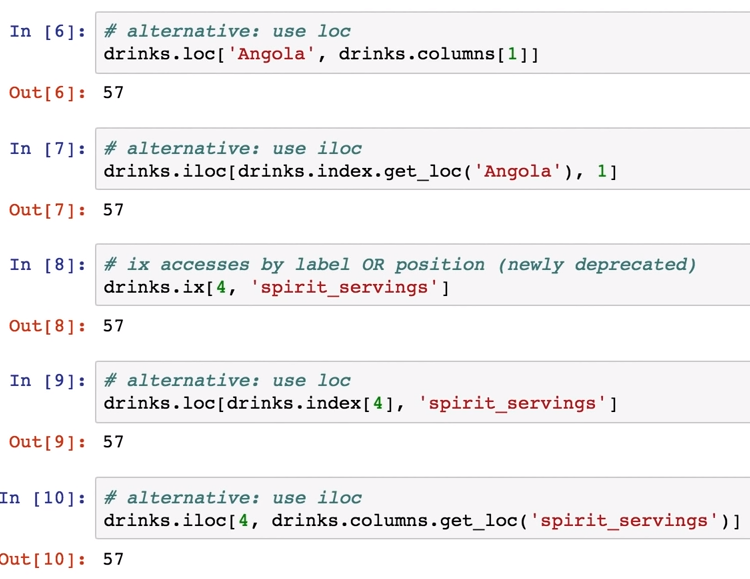 In [6]: # alternative: use loc
drinks.loc['Angola', drinks.columns[1]]
Out[6]: 57
In [7]: # alternative: use iloc
drinks.iloc[drinks.index.get_loc('Angola'), 1]
Out[7]: 57
In [8]: # ix accesses by label OR position (newly deprecated)
drinks.ix[4, 'spirit_servings']
Out[8]: 57
In [9]: # alternative: use loc
drinks.loc[drinks.index[4], 'spirit_servings']
Out[9]: 57
In [10]: # alternative: use iloc
drinks.iloc[4, drinks.columns.get_loc('spirit_servings')]
Out[10]: 57